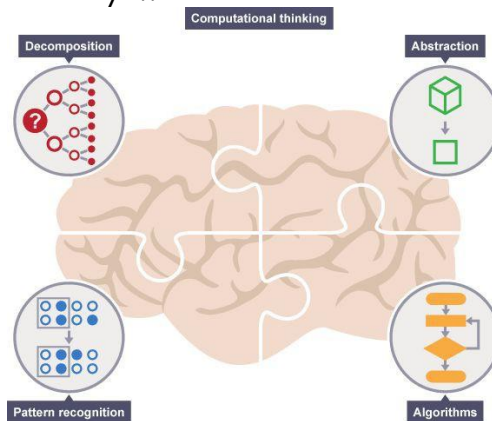 Computational thinking
Decomposition
Abstraction
?
Pattern recognition
Algorithms